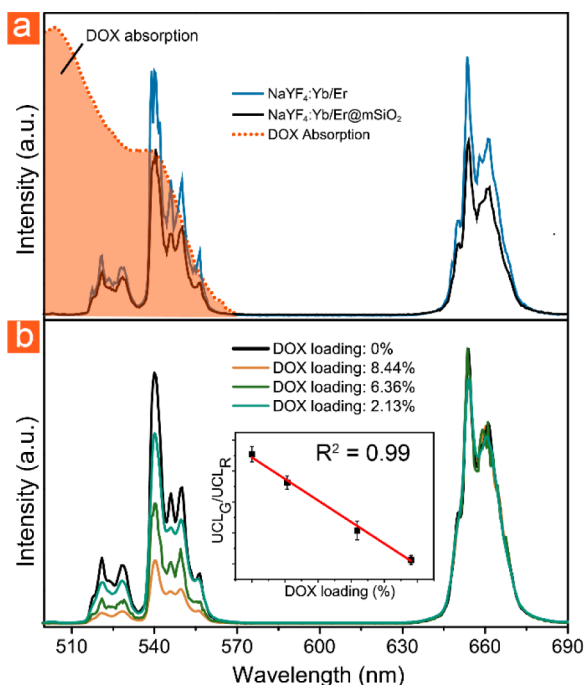 a
DOX absorption
NaYF₄:Yb/Er
NaYF₄:Yb/Er@mSiO₂
DOX Absorption
Intensity (a.u.)
b
DOX loading: 0%
DOX loading: 8.44%
DOX loading: 6.36%
DOX loading: 2.13%
R² = 0.99
UCL_G/UCL_R
DOX loading (%)
Intensity (a.u.)
510 540 570 600 630 660 690
Wavelength (nm)